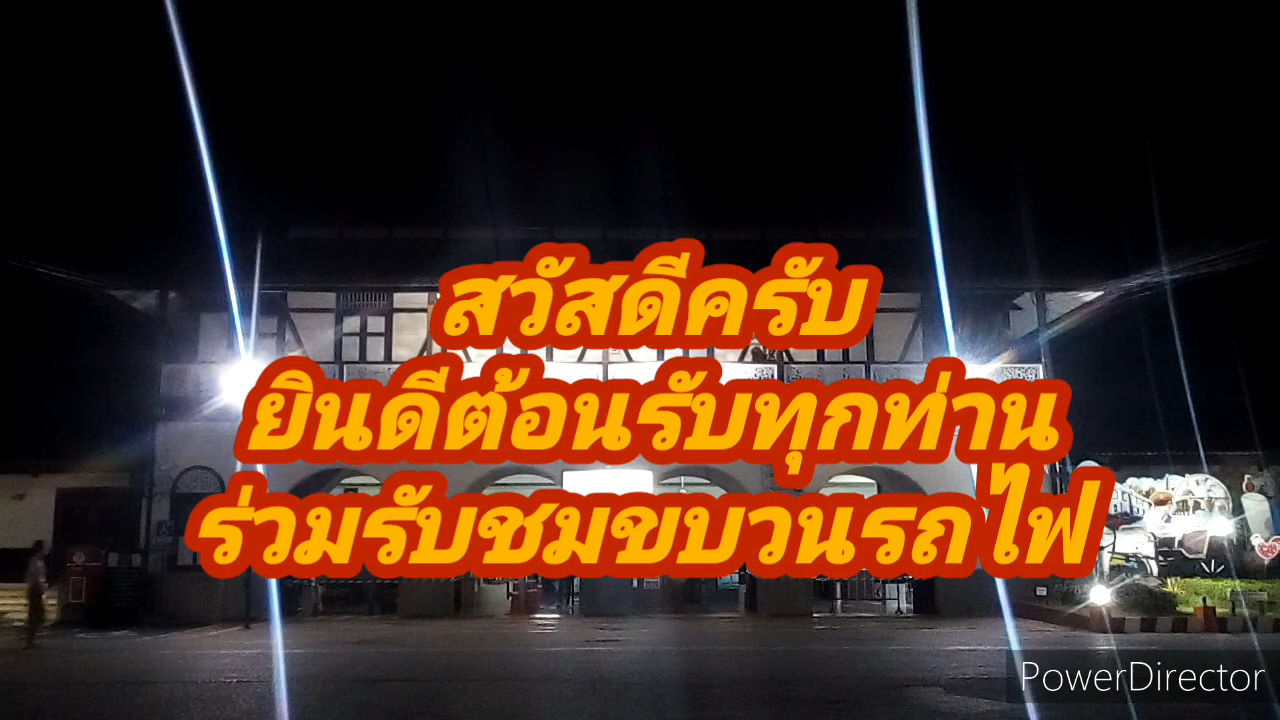 สวัสดีครับ
ยินดีต้อนรับทุกท่าน
ร่วมรับชมขบวนรถไฟ
PowerDirector